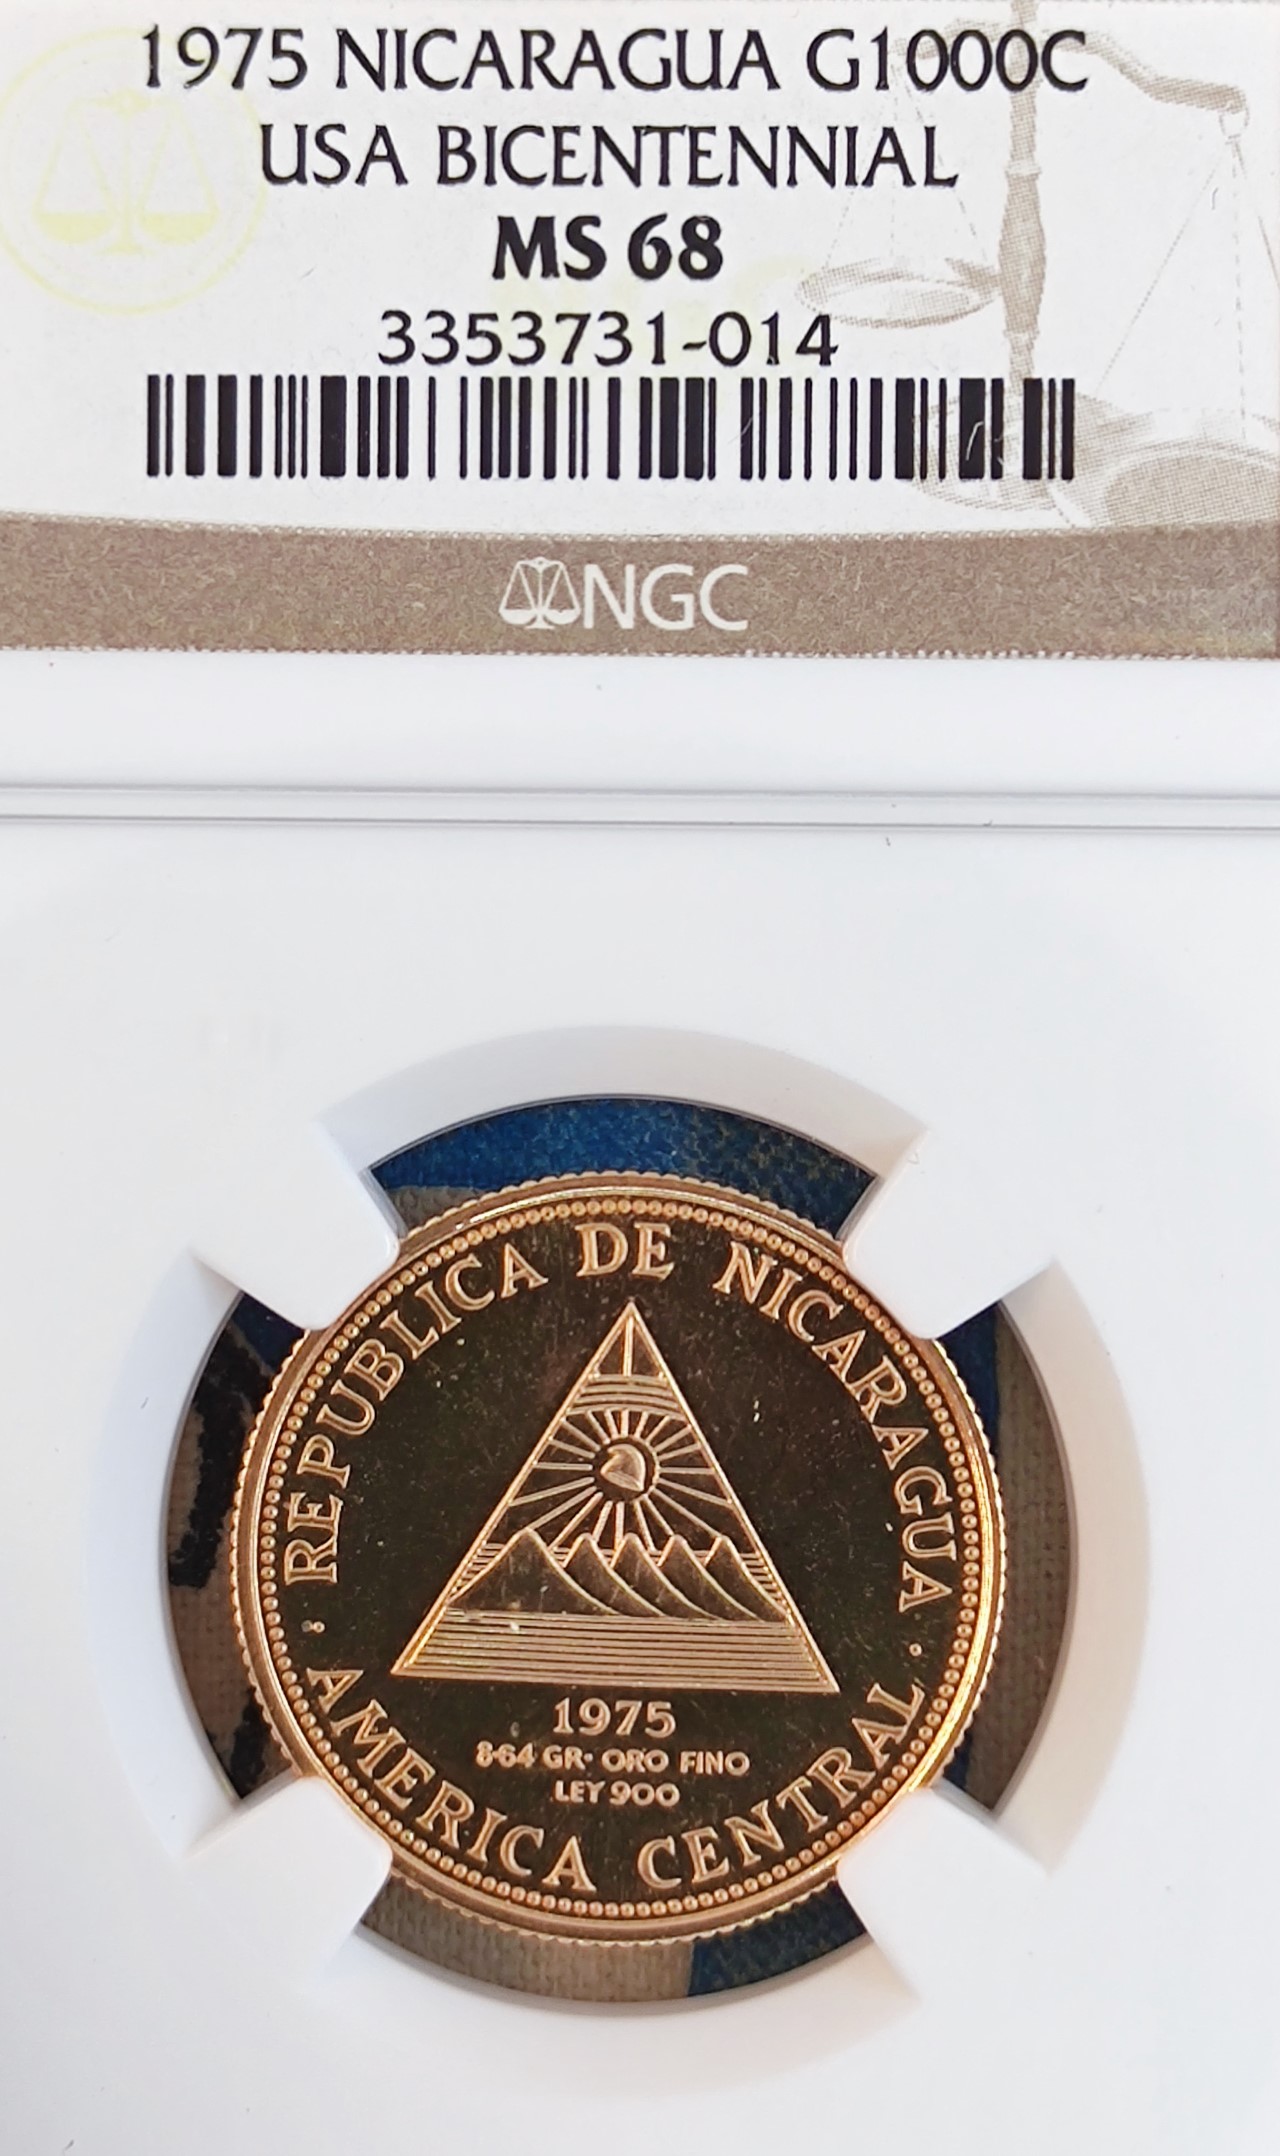 1975 NICARAGUA G1000C
USA BICENTENNIAL
MS 68
3353731-014
NGC
REPUBLICA DE NICARAGUA
1975
8·64 GR· ORO FINO
LEY 900
AMERICA CENTRAL